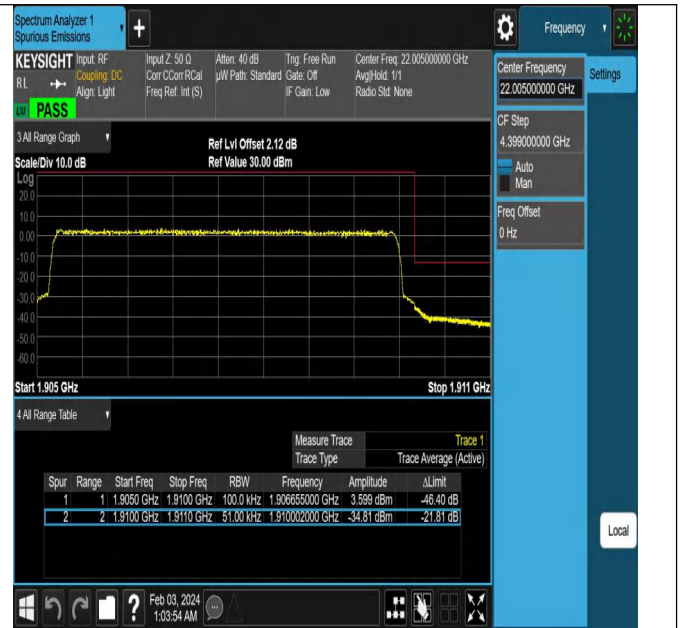 Spectrum Analyzer 1
Spurious Emissions
+
Frequency
KEYSIGHT Input: RF Input Z: 50 Ω Atten: 40 dB Trig: Free Run Center Freq: 22.005000000 GHz
RL Coupling: DC Corr CCorr RCal µW Path: Standard Gate: Off Avg|Hold: 1/1
Align: Light Freq Ref: Int (S) IF Gain: Low Radio Std: None
LXI PASS
Center Frequency
22.005000000 GHz
Settings
CF Step
4.399000000 GHz
Auto
Man
Freq Offset
0 Hz
3 All Range Graph
Ref Lvl Offset 2.12 dB
Scale/Div 10.0 dB Ref Value 30.00 dBm
Log
20.0
10.0
0.00
-10.0
-20.0
-30.0
-40.0
-50.0
-60.0
Start 1.905 GHz Stop 1.911 GHz
4 All Range Table
Measure Trace Trace 1
Trace Type Trace Average (Active)
Spur Range Start Freq Stop Freq RBW Frequency Amplitude ΔLimit
1 1 1.9050 GHz 1.9100 GHz 100.0 kHz 1.906655000 GHz 3.599 dBm -46.40 dB
2 2 1.9100 GHz 1.9110 GHz 51.00 kHz 1.910002000 GHz -34.81 dBm -21.81 dB
Local
? Feb 03, 2024
1:03:54 AM